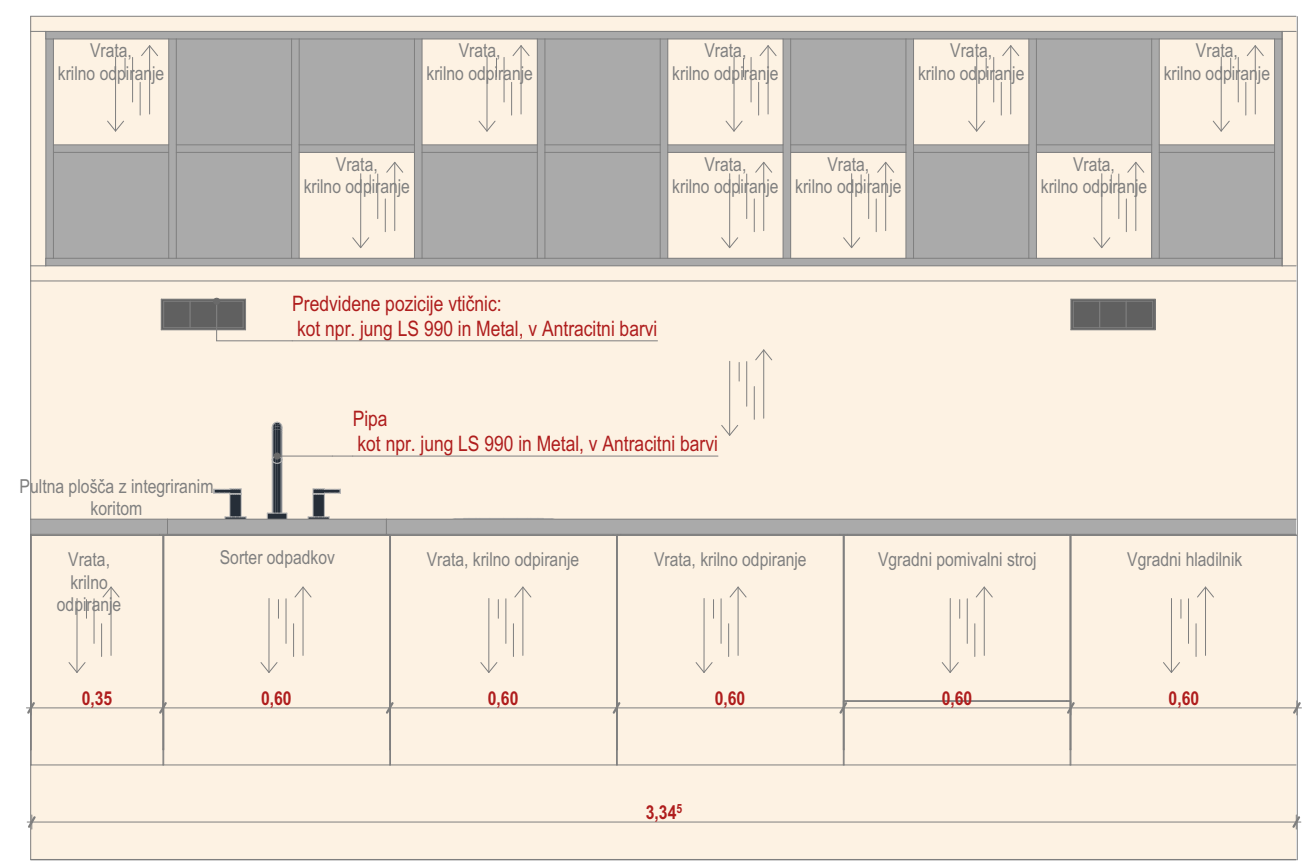 Vrata,
krilno odpiranje
Vrata,
krilno odpiranje
Vrata,
krilno odpiranje
Vrata,
krilno odpiranje
Vrata,
krilno odpiranje
Vrata,
krilno odpiranje
Vrata,
krilno odpiranje
Vrata,
krilno odpiranje
Vrata,
krilno odpiranje
Predvidene pozicije vtičnic:
kot npr. jung LS 990 in Metal, v Antracitni barvi
Pipa
kot npr. jung LS 990 in Metal, v Antracitni barvi
Pultna plošča z integriranim
koritom
Vrata,
krilno
odpiranje
Sorter odpadkov
Vrata, krilno odpiranje
Vrata, krilno odpiranje
Vgradni pomivalni stroj
Vgradni hladilnik
0,35
0,60
0,60
0,60
0,60
0,60
3,34⁵